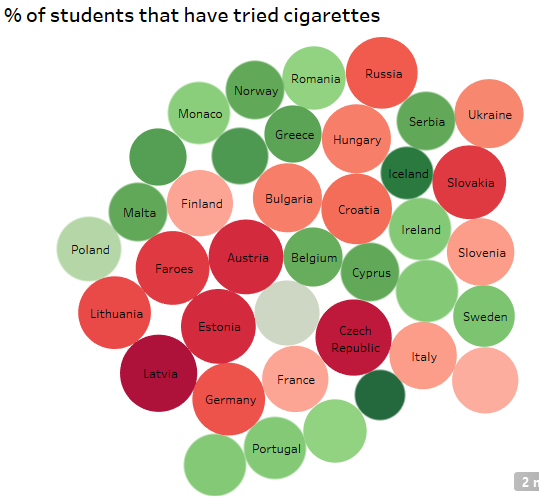 % of students that have tried cigarettes
Russia
Romania
Norway
Monaco
Ukraine
Serbia
Greece
Hungary
Iceland
Slovakia
Finland
Bulgaria
Malta
Croatia
Ireland
Poland
Slovenia
Austria
Belgium
Faroes
Cyprus
Lithuania
Sweden
Estonia
Czech
Republic
Italy
Latvia
France
Germany
Portugal